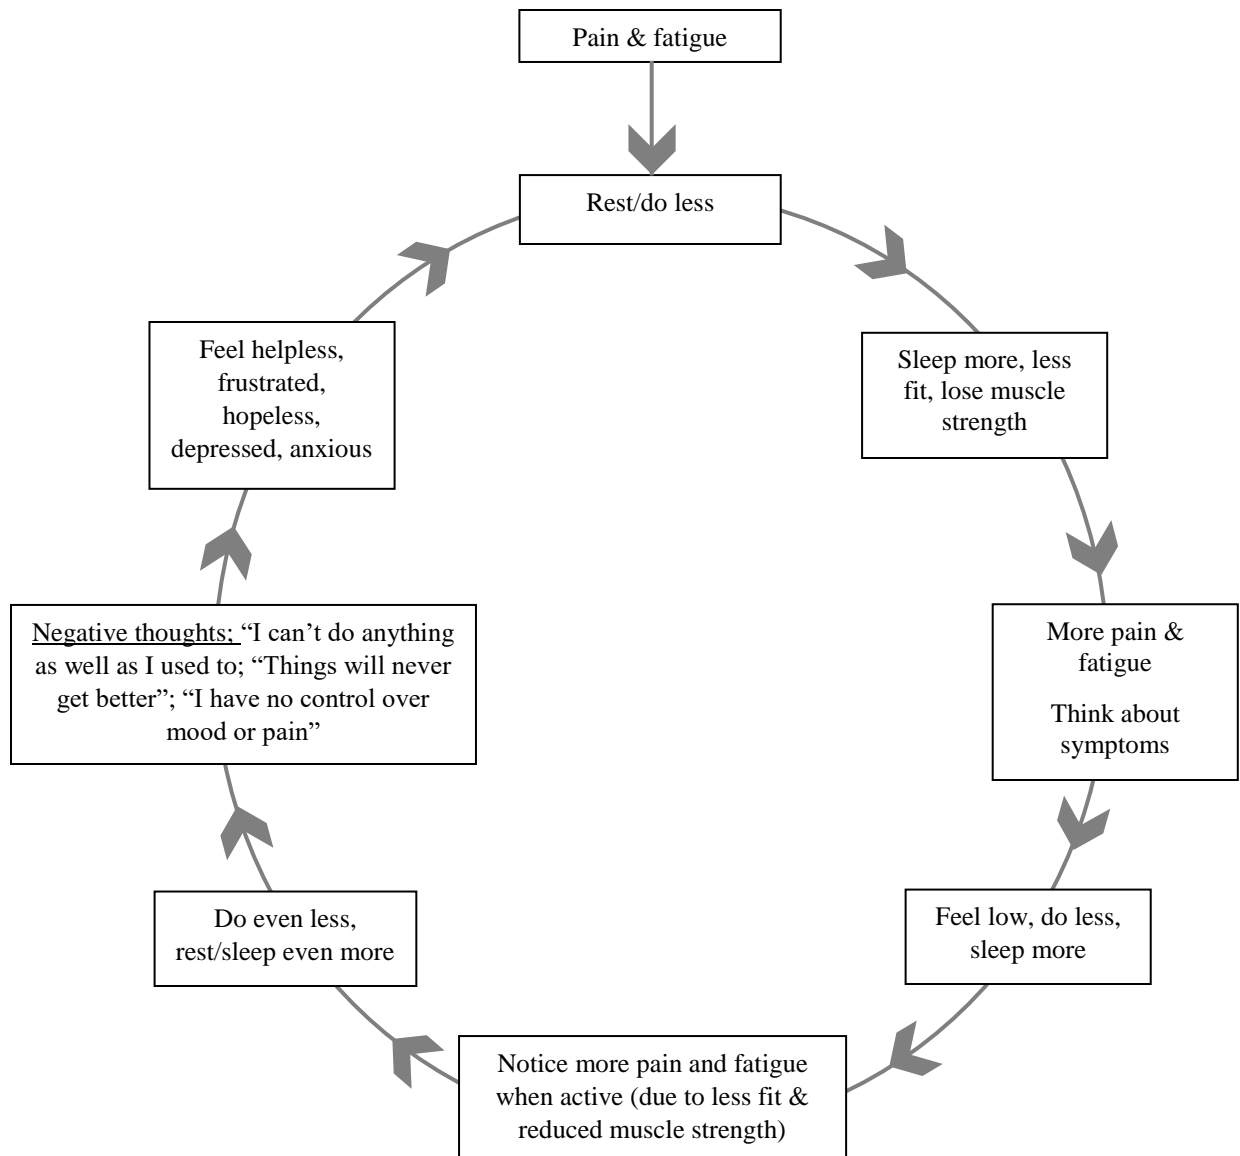 Pain & fatigue
Rest/do less
Sleep more, less
fit, lose muscle
strength
More pain &
fatigue
Think about
symptoms
Feel low, do less,
sleep more
Notice more pain and fatigue
when active (due to less fit &
reduced muscle strength)
Do even less,
rest/sleep even more
Negative thoughts; “I can’t do anything
as well as I used to; “Things will never
get better”; “I have no control over
mood or pain”
Feel helpless,
frustrated,
hopeless,
depressed, anxious